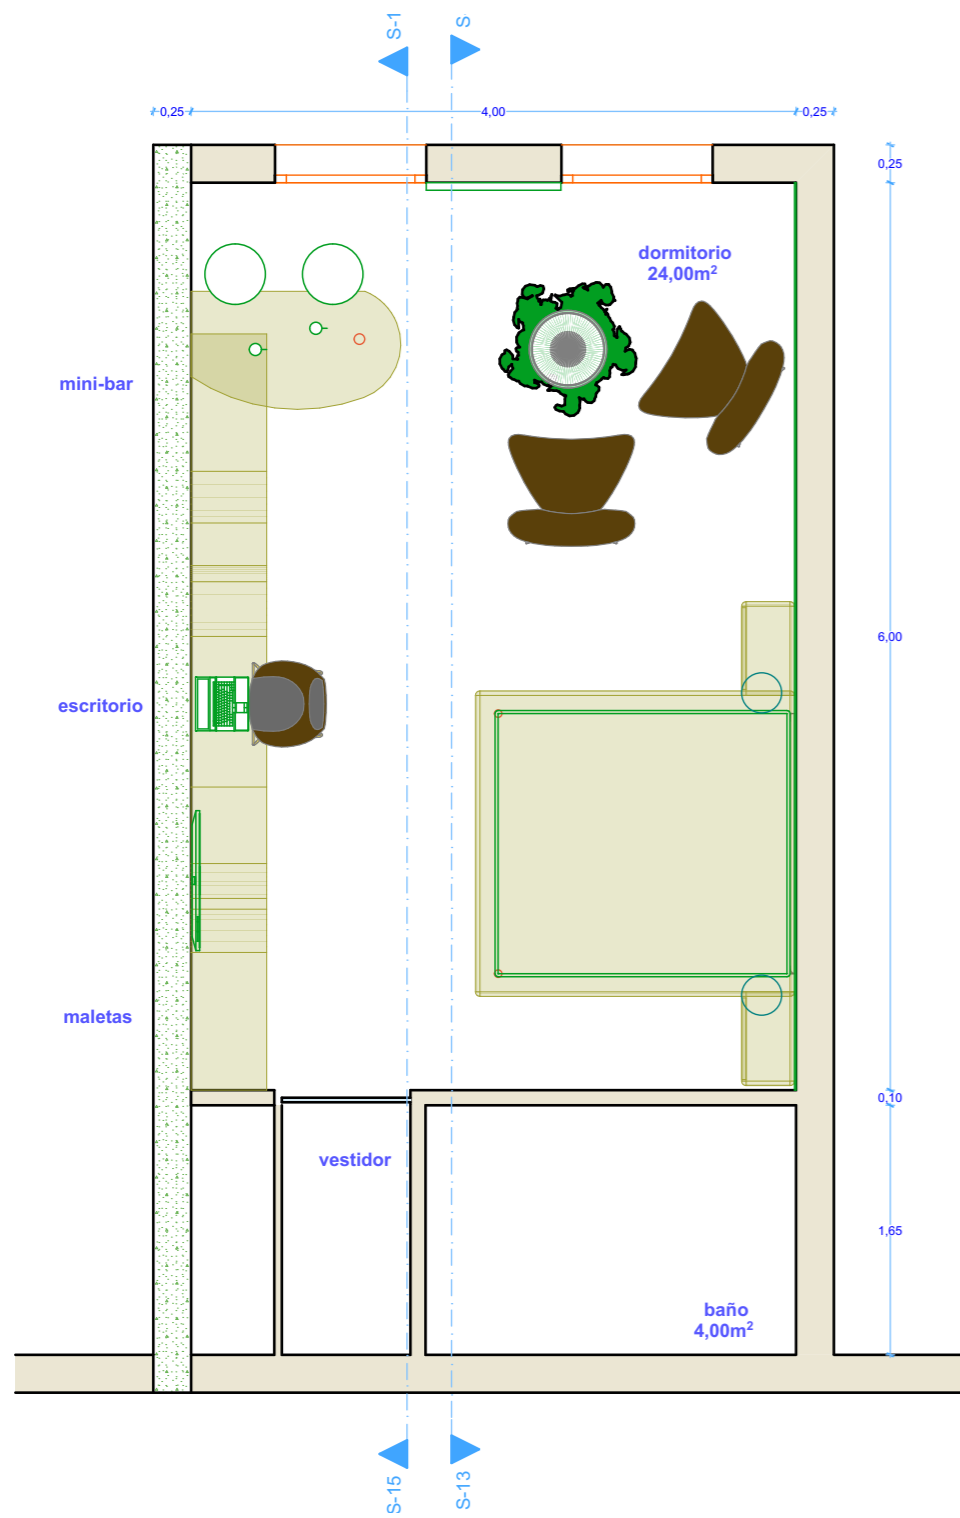 S-1
S
0,25
4,00
0,25
0,25
dormitorio
24,00m²
mini-bar
6,00
escritorio
maletas
0,10
vestidor
1,65
baño
4,00m²
S-15
S-13